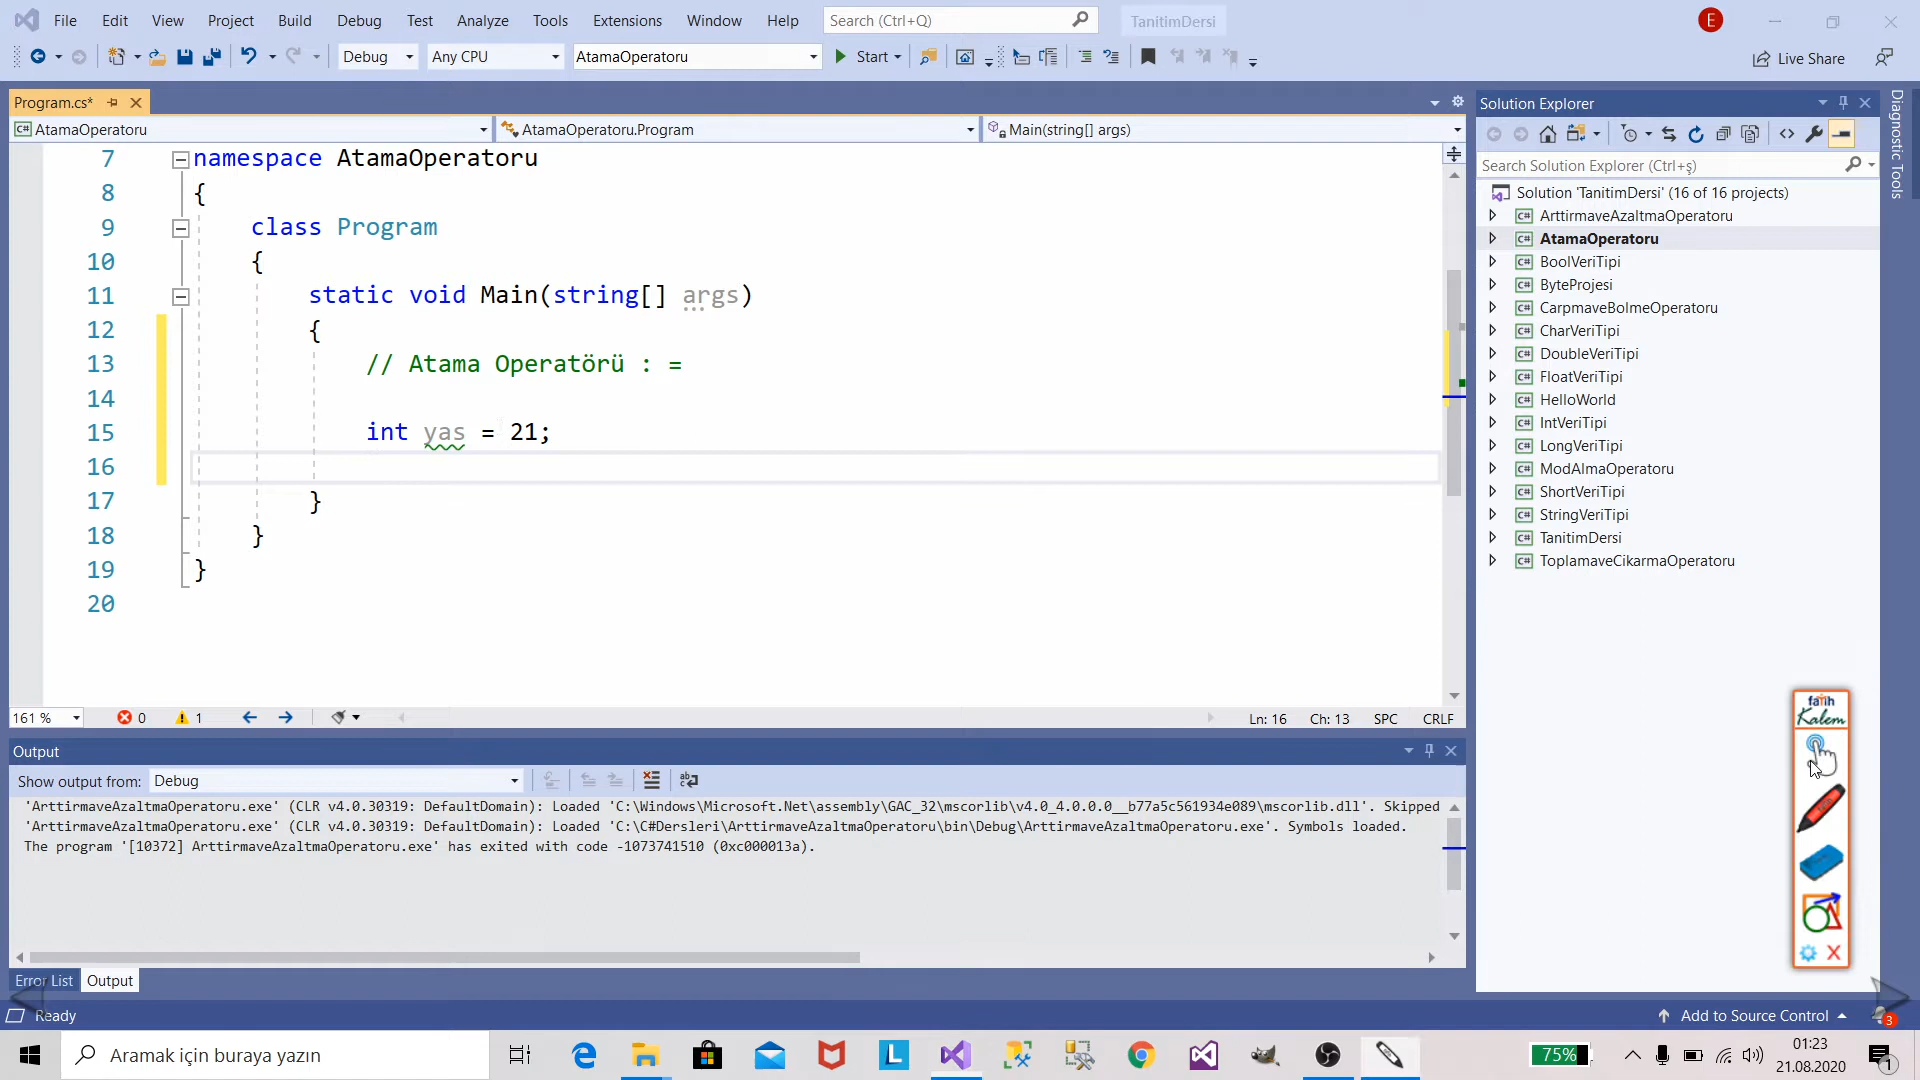 File Edit View Project Build Debug Test Analyze Tools Extensions Window Help Search (Ctrl+Q) TanitimDersi E
Debug Any CPU AtamaOperatoru Start Live Share
Program.cs*
AtamaOperatoru AtamaOperatoru.Program Main(string[] args)
7 namespace AtamaOperatoru
8 {
9 class Program
10 {
11 static void Main(string[] args)
12 {
13 // Atama Operatörü : =
14
15 int yas = 21;
16
17 }
18 }
19 }
20
161 % 0 1 Ln: 16 Ch: 13 SPC CRLF
Output
Show output from: Debug
'ArttirmaveAzaltmaOperatoru.exe' (CLR v4.0.30319: DefaultDomain): Loaded 'C:\Windows\Microsoft.Net\assembly\GAC_32\mscorlib\v4.0_4.0.0.0__b77a5c561934e089\mscorlib.dll'. Skipped
'ArttirmaveAzaltmaOperatoru.exe' (CLR v4.0.30319: DefaultDomain): Loaded 'C:\C#Dersleri\ArttirmaveAzaltmaOperatoru\bin\Debug\ArttirmaveAzaltmaOperatoru.exe'. Symbols loaded.
The program '[10372] ArttirmaveAzaltmaOperatoru.exe' has exited with code -1073741510 (0xc000013a).
Error List Output
Ready
Solution Explorer
Search Solution Explorer (Ctrl+ş)
Solution 'TanitimDersi' (16 of 16 projects)
C# ArttirmaveAzaltmaOperatoru
C# AtamaOperatoru
C# BoolVeriTipi
C# ByteProjesi
C# CarpmaveBolmeOperatoru
C# CharVeriTipi
C# DoubleVeriTipi
C# FloatVeriTipi
C# HelloWorld
C# IntVeriTipi
C# LongVeriTipi
C# ModAlmaOperatoru
C# ShortVeriTipi
C# StringVeriTipi
C# TanitimDersi
C# ToplamaveCikarmaOperatoru
Diagnostic Tools
fatih
Kalem
Add to Source Control 3
Aramak için buraya yazın
L
75%
01:23
21.08.2020
1